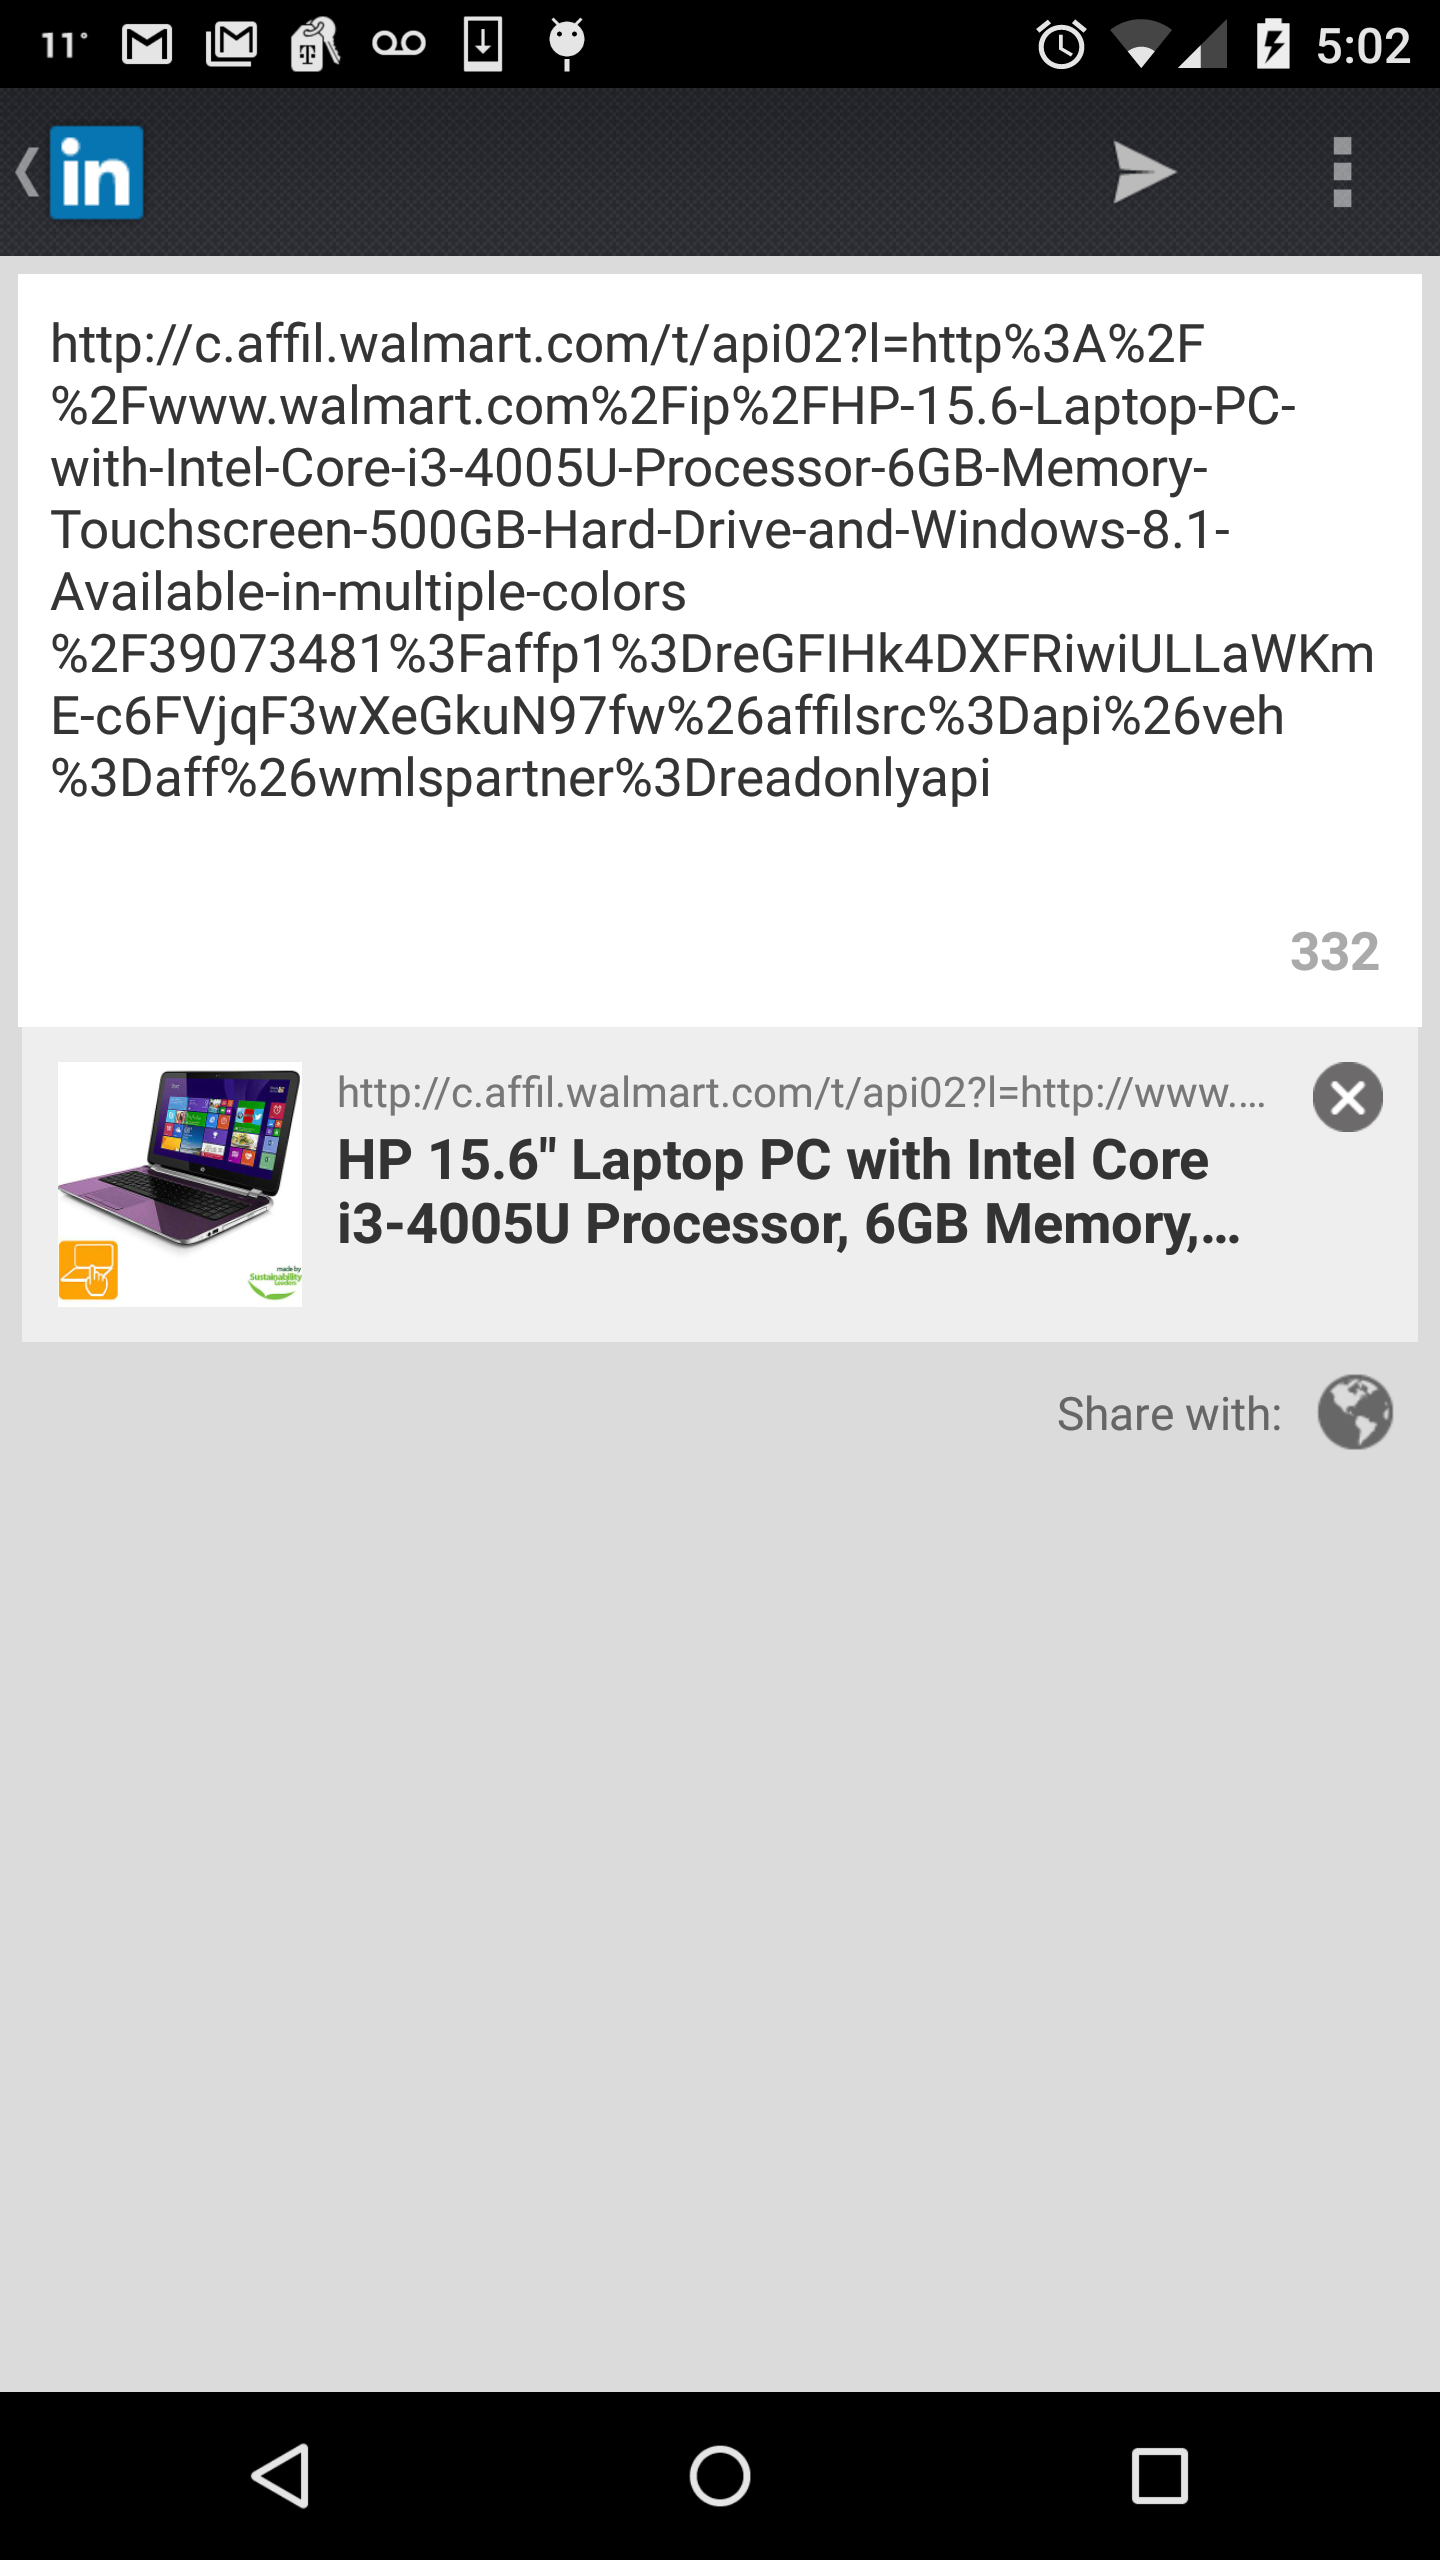 11°
5:02
in
http://c.affil.walmart.com/t/api02?l=http%3A%2F
%2Fwww.walmart.com%2Fip%2FHP-15.6-Laptop-PC-
with-Intel-Core-i3-4005U-Processor-6GB-Memory-
Touchscreen-500GB-Hard-Drive-and-Windows-8.1-
Available-in-multiple-colors
%2F39073481%3Faffp1%3DreGFIHk4DXFRiwiULLaWKm
E-c6FVjqF3wXeGkuN97fw%26affilsrc%3Dapi%26veh
%3Daff%26wmlspartner%3Dreadonlyapi
332
http://c.affil.walmart.com/t/api02?l=http://www.…
HP 15.6" Laptop PC with Intel Core
i3-4005U Processor, 6GB Memory,…
made by
Sustainability
Leaders
Share with: